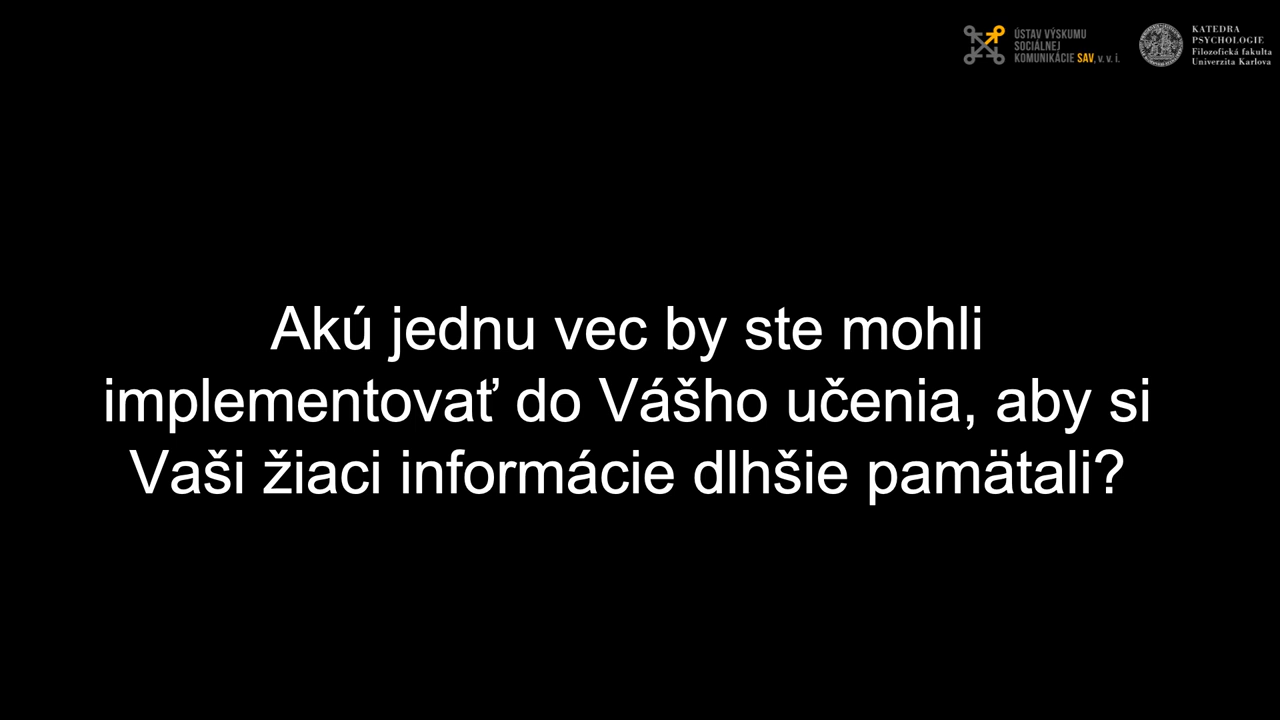 ÚSTAV VÝSKUMU
SOCIÁLNEJ
KOMUNIKÁCIE SAV, v. v. i.
KATEDRA
PSYCHOLOGIE
Filozofická fakulta
Univerzita Karlova
Akú jednu vec by ste mohli
implementovať do Vášho učenia, aby si
Vaši žiaci informácie dlhšie pamätali?